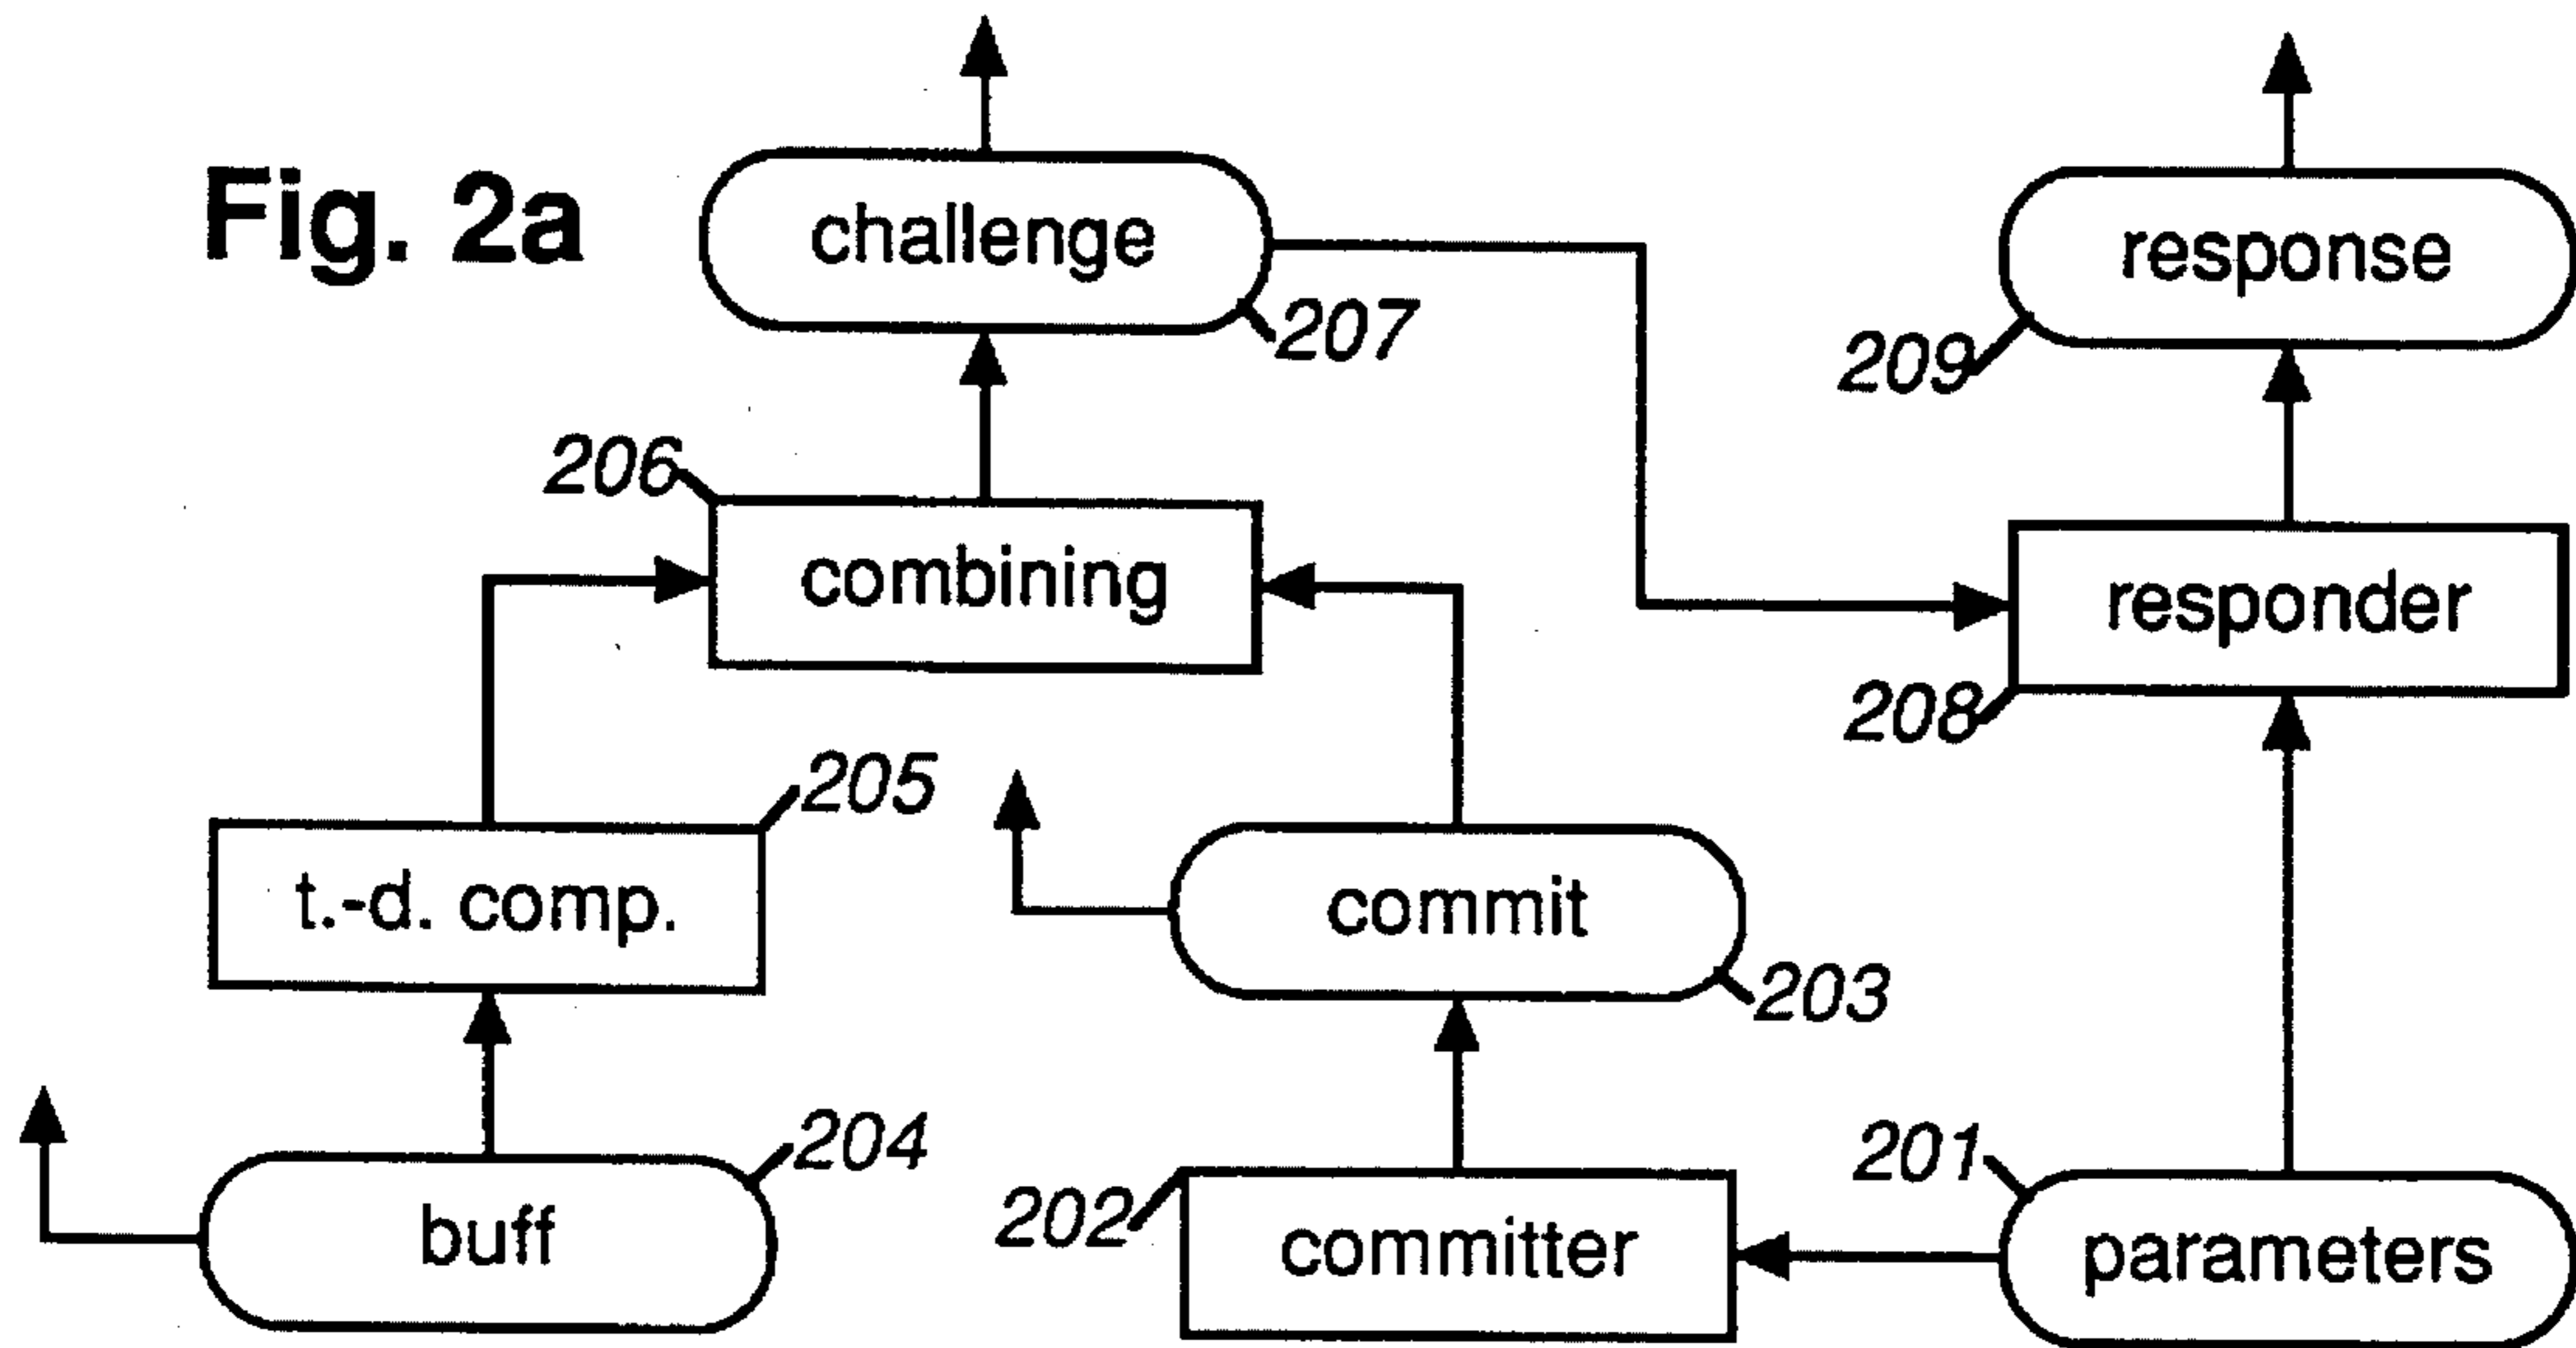 Fig. 2a
challenge
207
response
209
206
combining
responder
208
205
t.-d. comp.
commit
203
204
buff
202
committer
201
parameters